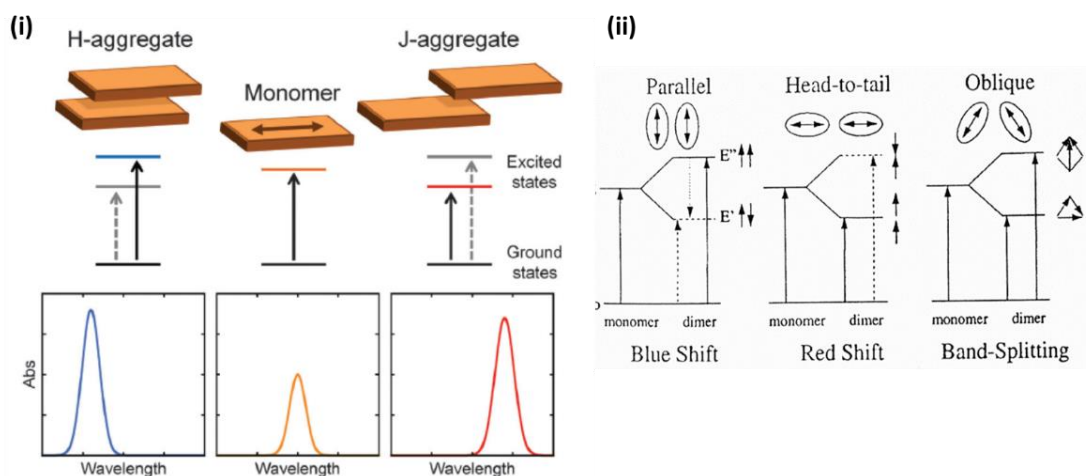 (i)
H-aggregate
Monomer
J-aggregate
Excited
states
Ground
states
Abs
Wavelength
Wavelength
Wavelength
(ii)
Parallel
Head-to-tail
Oblique
E"
E'
monomer dimer
monomer dimer
monomer dimer
Blue Shift
Red Shift
Band-Splitting